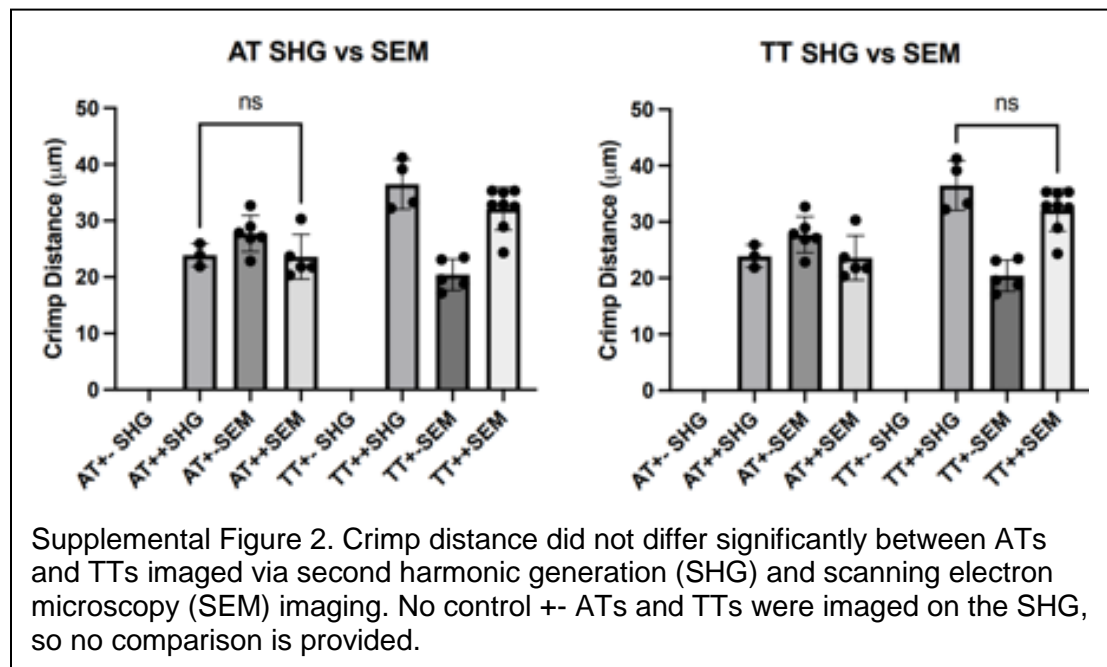 AT SHG vs SEM
ns
Crimp Distance (μm)
50
40
30
20
10
0
AT+- SHG
AT++SHG
AT+-SEM
AT++SEM
TT+- SHG
TT++SHG
TT+-SEM
TT++SEM
TT SHG vs SEM
ns
Crimp Distance (μm)
50
40
30
20
10
0
AT+- SHG
AT++SHG
AT+-SEM
AT++SEM
TT+- SHG
TT++SHG
TT+-SEM
TT++SEM
Supplemental Figure 2. Crimp distance did not differ significantly between ATs
and TTs imaged via second harmonic generation (SHG) and scanning electron
microscopy (SEM) imaging. No control +- ATs and TTs were imaged on the SHG,
so no comparison is provided.